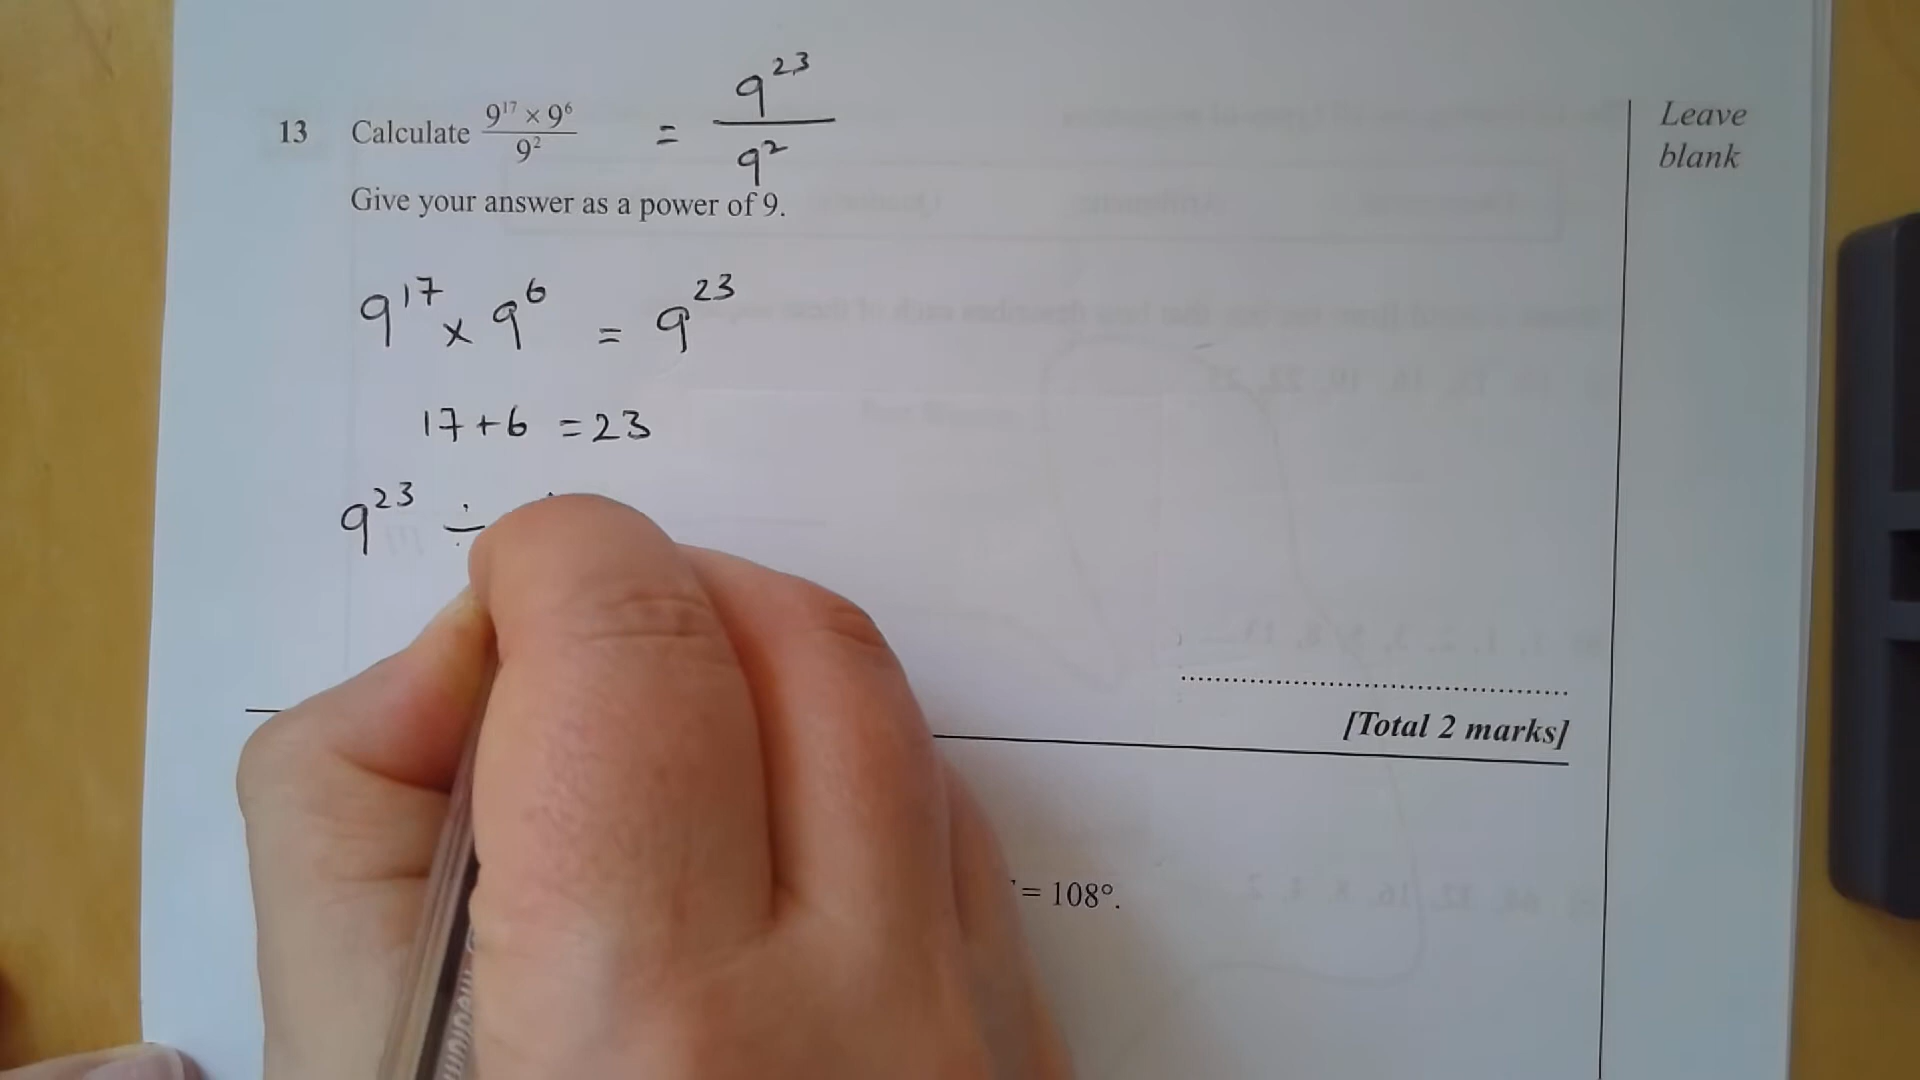 13 Calculate 9¹⁷ × 9⁶ / 9² = 9²³ / 9²
Give your answer as a power of 9.
Leave
blank
9¹⁷ × 9⁶ = 9²³
17 + 6 = 23
9²³ ÷
[Total 2 marks]
= 108°.